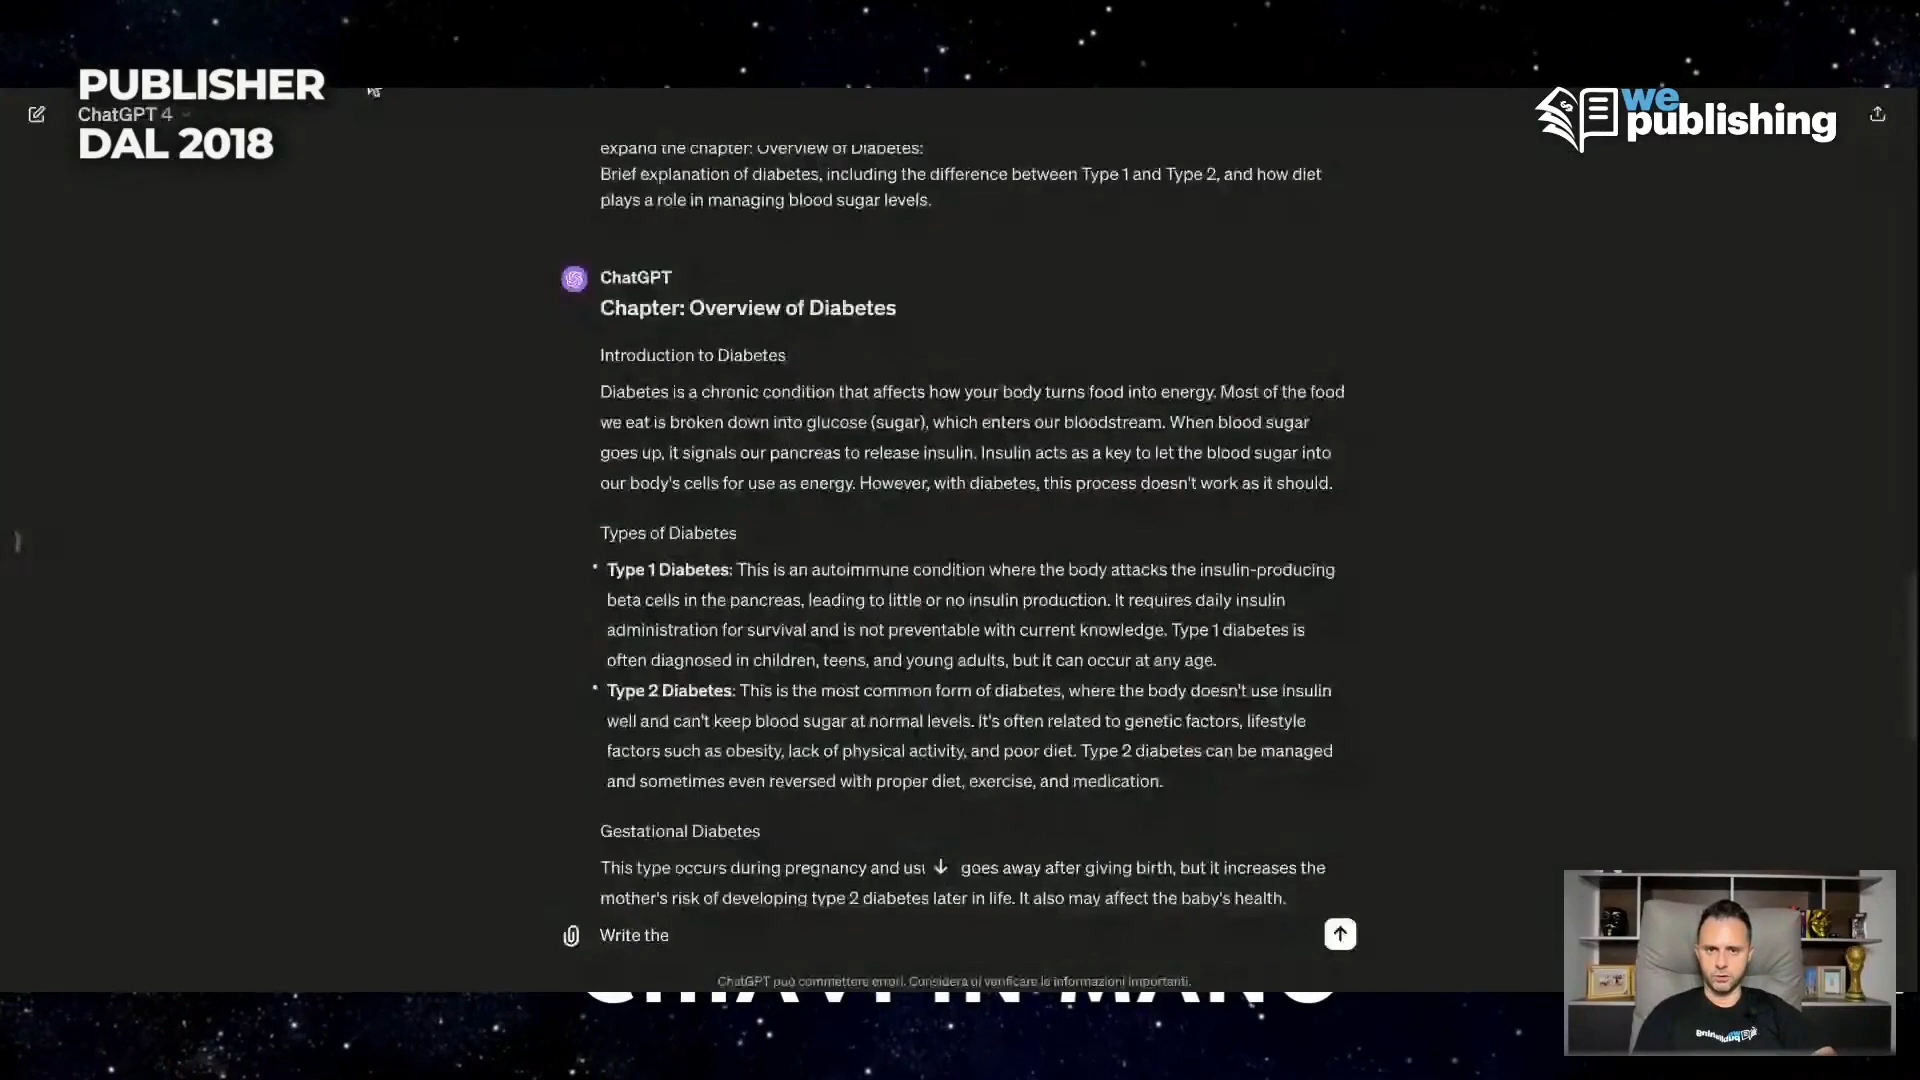 PUBLISHER
ChatGPT 4
DAL 2018
we
publishing
expand the chapter: Overview of Diabetes:
Brief explanation of diabetes, including the difference between Type 1 and Type 2, and how diet
plays a role in managing blood sugar levels.
ChatGPT
Chapter: Overview of Diabetes
Introduction to Diabetes
Diabetes is a chronic condition that affects how your body turns food into energy. Most of the food
we eat is broken down into glucose (sugar), which enters our bloodstream. When blood sugar
goes up, it signals our pancreas to release insulin. Insulin acts as a key to let the blood sugar into
our body's cells for use as energy. However, with diabetes, this process doesn't work as it should.
Types of Diabetes
• Type 1 Diabetes: This is an autoimmune condition where the body attacks the insulin-producing
beta cells in the pancreas, leading to little or no insulin production. It requires daily insulin
administration for survival and is not preventable with current knowledge. Type 1 diabetes is
often diagnosed in children, teens, and young adults, but it can occur at any age.
• Type 2 Diabetes: This is the most common form of diabetes, where the body doesn't use insulin
well and can't keep blood sugar at normal levels. It's often related to genetic factors, lifestyle
factors such as obesity, lack of physical activity, and poor diet. Type 2 diabetes can be managed
and sometimes even reversed with proper diet, exercise, and medication.
Gestational Diabetes
This type occurs during pregnancy and usu goes away after giving birth, but it increases the
mother's risk of developing type 2 diabetes later in life. It also may affect the baby's health.
Write the
ChatGPT può commettere errori. Considera di verificare le informazioni importanti.
CHIAVI IN MANO